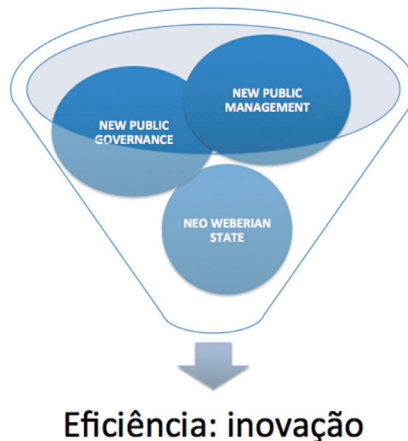 NEW PUBLIC
MANAGEMENT
NEW PUBLIC
GOVERNANCE
NEO WEBERIAN
STATE
Eficiência: inovação